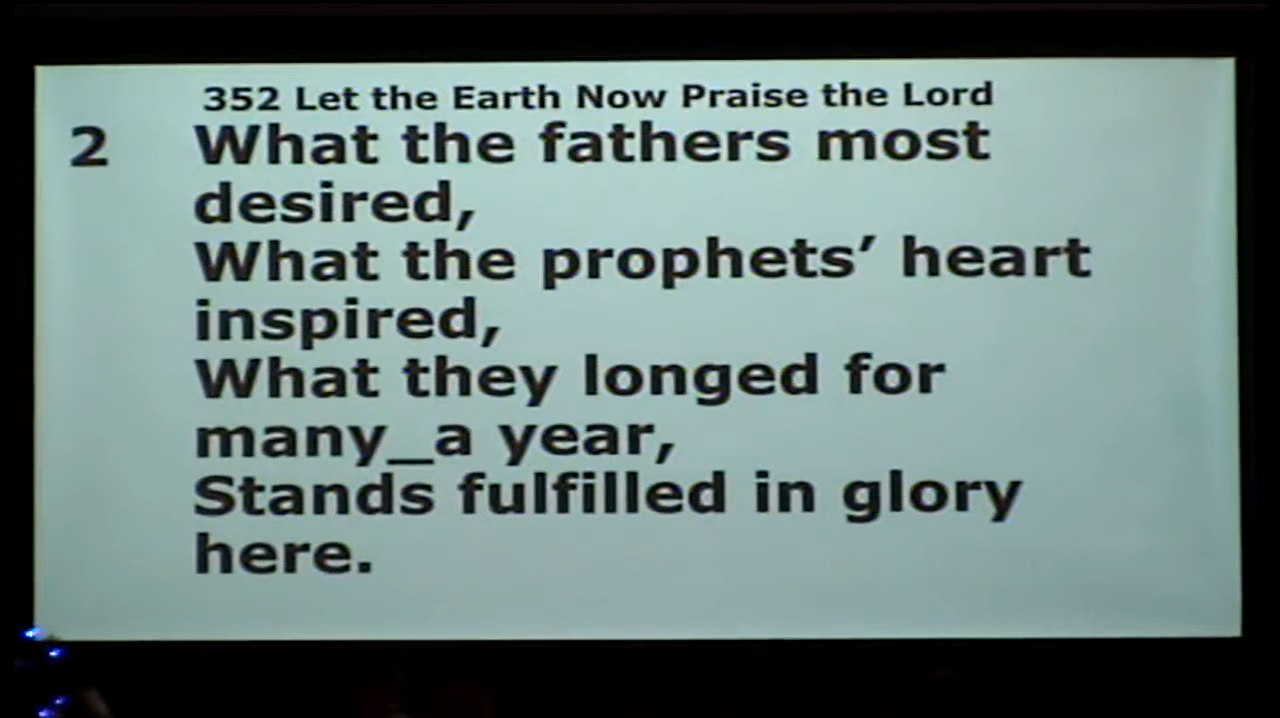 352 Let the Earth Now Praise the Lord
2 What the fathers most
desired,
What the prophets’ heart
inspired,
What they longed for
many_a year,
Stands fulfilled in glory
here.